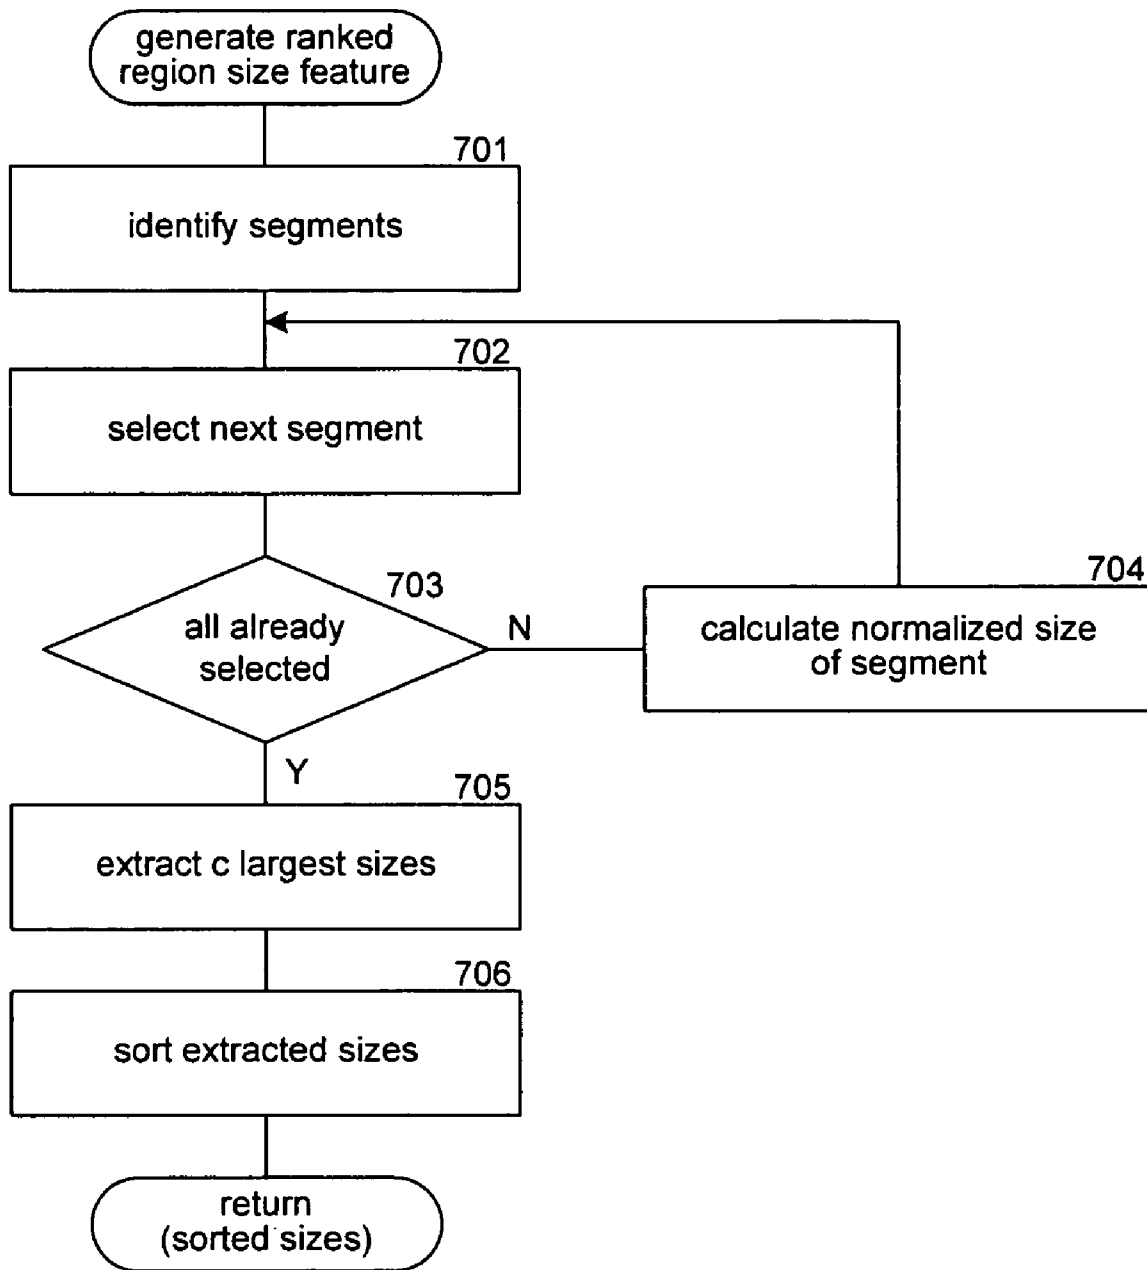 generate ranked
region size feature
701
identify segments
702
select next segment
703
all already
selected
N
704
calculate normalized size
of segment
Y
705
extract c largest sizes
706
sort extracted sizes
return
(sorted sizes)